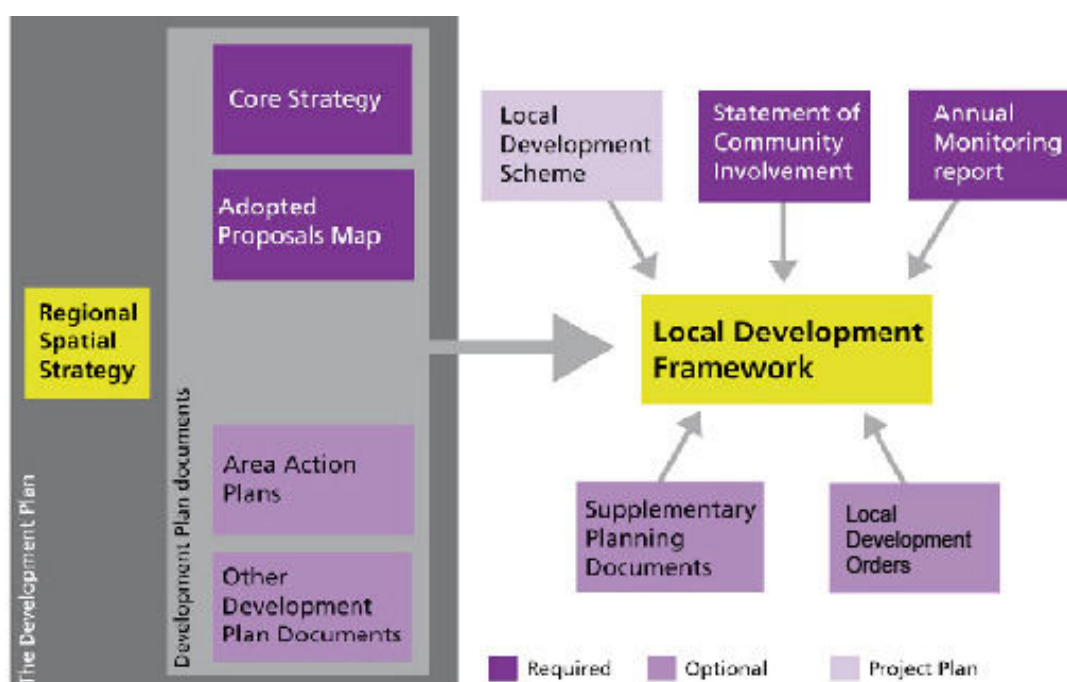 The Development Plan
Regional
Spatial
Strategy
Development Plan documents
Core Strategy
Adopted
Proposals Map
Area Action
Plans
Other
Development
Plan Documents
Local
Development
Scheme
Statement of
Community
Involvement
Annual
Monitoring
report
Local Development
Framework
Supplementary
Planning
Documents
Local
Development
Orders
Required
Optional
Project Plan